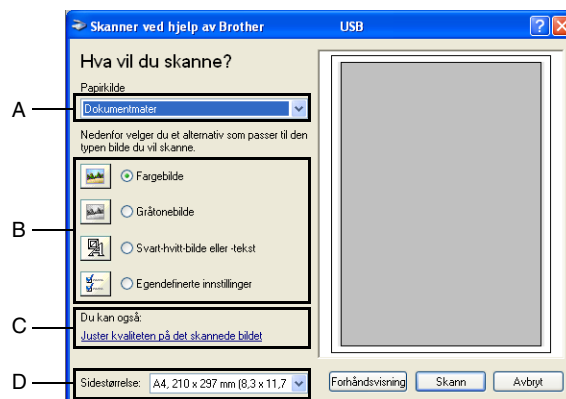 Skanner ved hjelp av Brother USB
Hva vil du skanne?
Papirkilde
A
Dokumentmater
Nedenfor velger du et alternativ som passer til den
typen bilde du vil skanne.
B
Fargebilde
Gråtonebilde
Svart-hvitt-bilde eller -tekst
Egendefinerte innstillinger
C
Du kan også:
Juster kvaliteten på det skannede bildet
D
Sidestørrelse: A4, 210 x 297 mm (8,3 x 11,7
Forhåndsvisning Skann Avbryt